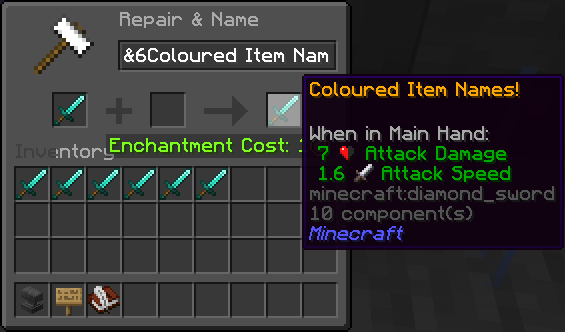 Repair & Name
&6Coloured Item Nam
Coloured Item Names!
Enchantment Cost:
Inventory
When in Main Hand:
7 Attack Damage
1.6 Attack Speed
minecraft:diamond_sword
10 component(s)
Minecraft